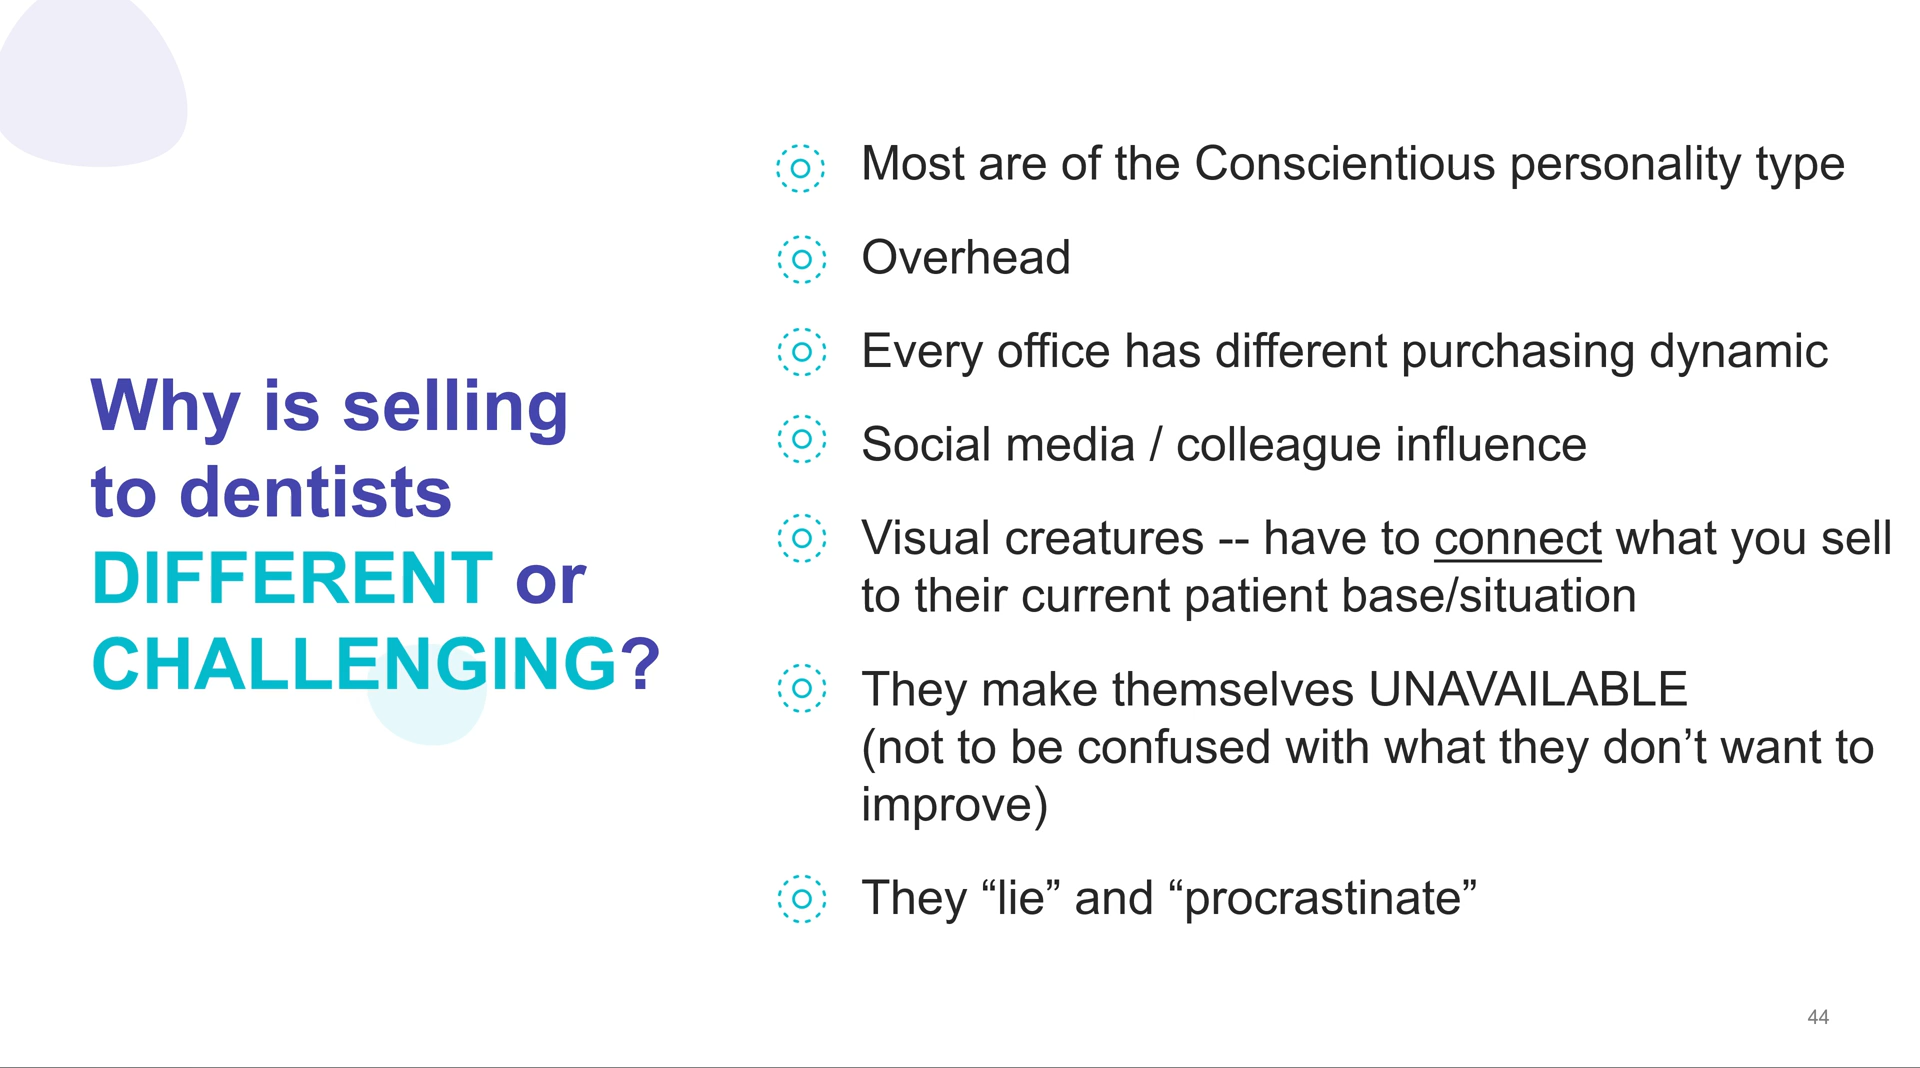 Why is selling
to dentists
DIFFERENT or
CHALLENGING?
Most are of the Conscientious personality type
Overhead
Every office has different purchasing dynamic
Social media / colleague influence
Visual creatures -- have to connect what you sell
to their current patient base/situation
They make themselves UNAVAILABLE
(not to be confused with what they don’t want to
improve)
They “lie” and “procrastinate”
44